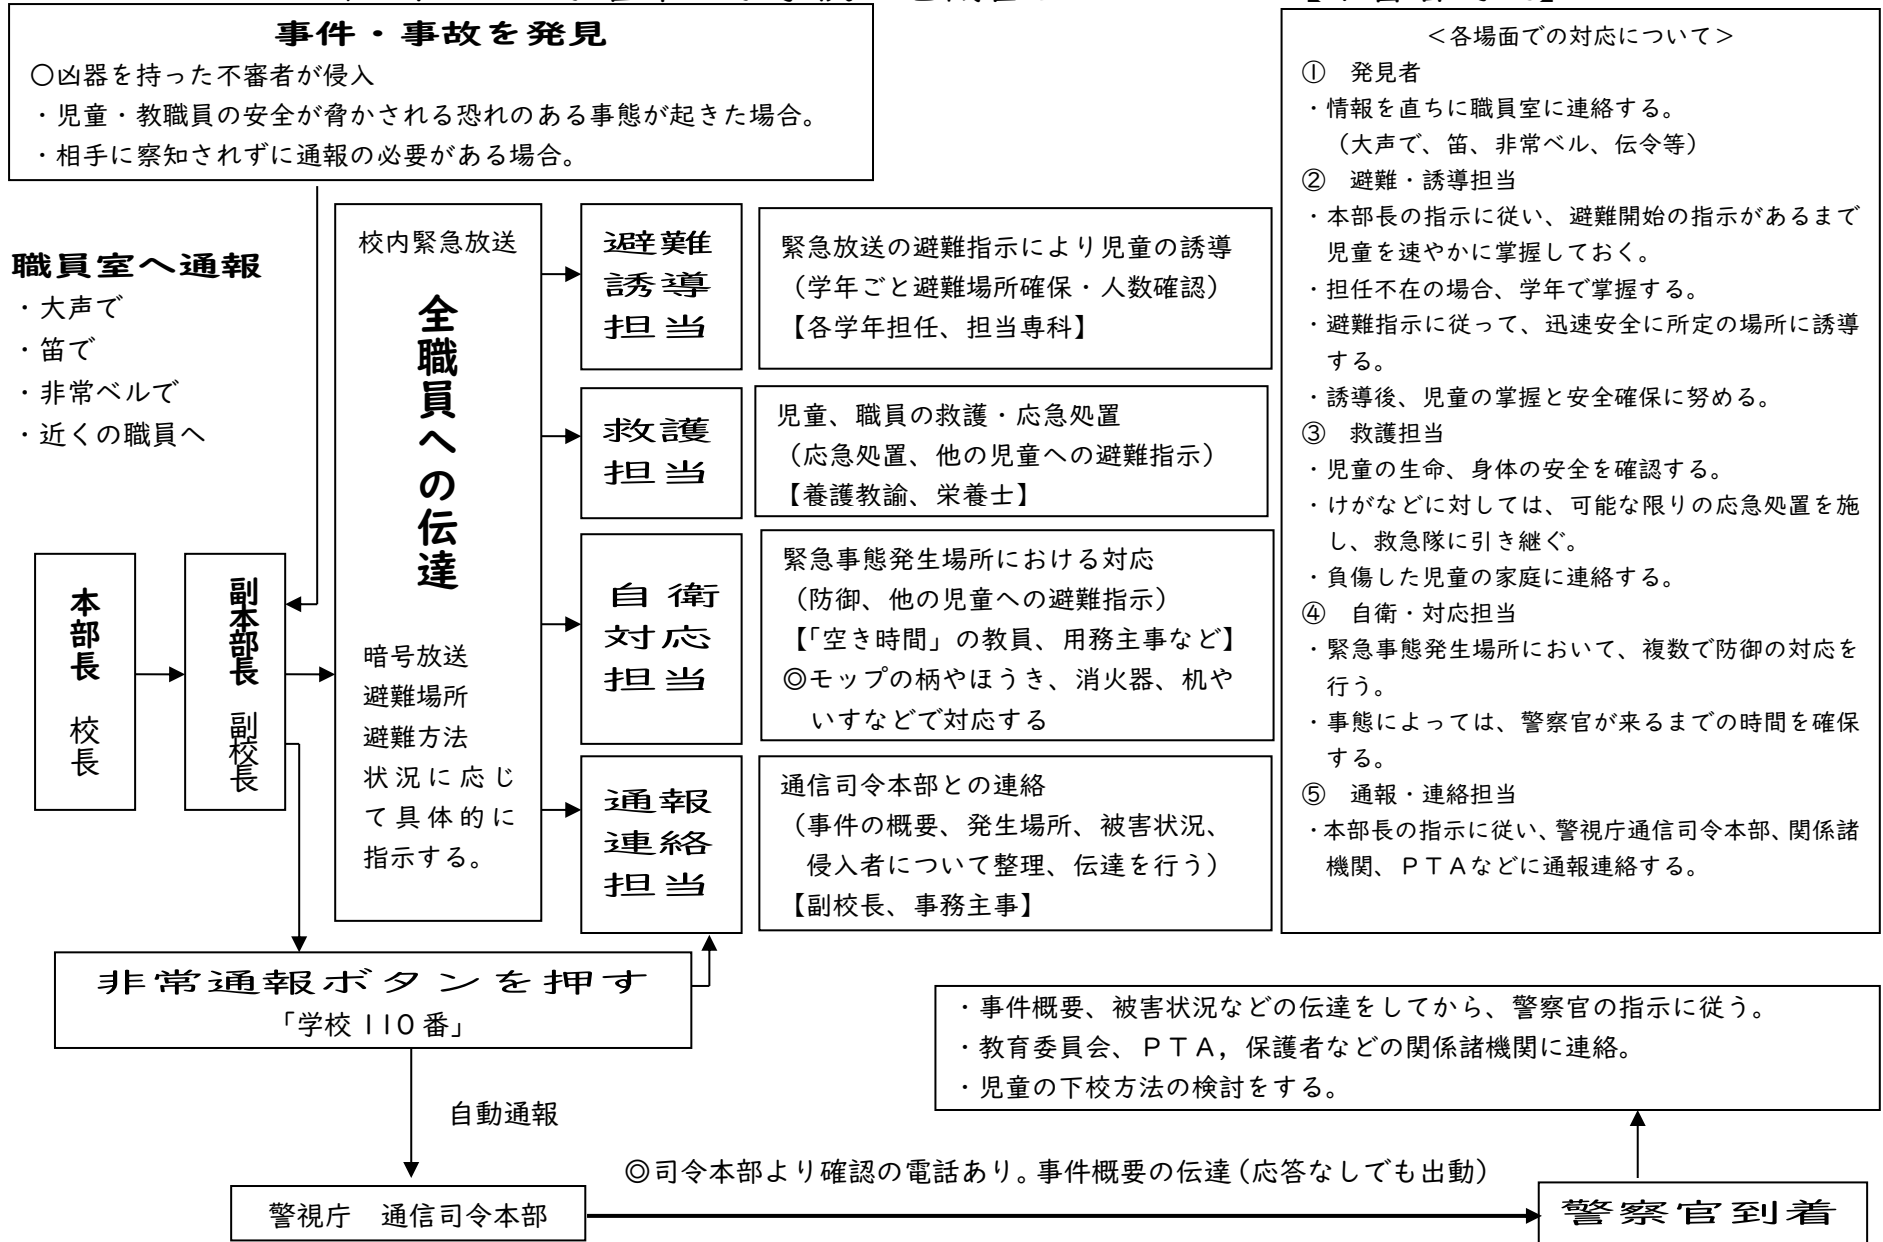 事件・事故を発見
○凶器を持った不審者が侵入
・児童・教職員の安全が脅かされる恐れのある事態が起きた場合。
・相手に察知されずに通報の必要がある場合。
職員室へ通報
・大声で
・笛で
・非常ベルで
・近くの職員へ
本部長　校長
副本部長　副校長
校内緊急放送
全職員への伝達
暗号放送
避難場所
避難方法
状況に応じ
て具体的に
指示する。
避難
誘導
担当
緊急放送の避難指示により児童の誘導
（学年ごと避難場所確保・人数確認）
【各学年担任、担当専科】
救護
担当
児童、職員の救護・応急処置
（応急処置、他の児童への避難指示）
【養護教諭、栄養士】
自衛
対応
担当
緊急事態発生場所における対応
（防御、他の児童への避難指示）
【「空き時間」の教員、用務主事など】
◎モップの柄やほうき、消火器、机や
いすなどで対応する
通報
連絡
担当
通信司令本部との連絡
（事件の概要、発生場所、被害状況、
侵入者について整理、伝達を行う）
【副校長、事務主事】
＜各場面での対応について＞
①　発見者
・情報を直ちに職員室に連絡する。
（大声で、笛、非常ベル、伝令等）
②　避難・誘導担当
・本部長の指示に従い、避難開始の指示があるまで
児童を速やかに掌握しておく。
・担任不在の場合、学年で掌握する。
・避難指示に従って、迅速安全に所定の場所に誘導
する。
・誘導後、児童の掌握と安全確保に努める。
③　救護担当
・児童の生命、身体の安全を確認する。
・けがなどに対しては、可能な限りの応急処置を施
し、救急隊に引き継ぐ。
・負傷した児童の家庭に連絡する。
④　自衛・対応担当
・緊急事態発生場所において、複数で防御の対応を
行う。
・事態によっては、警察官が来るまでの時間を確保
する。
⑤　通報・連絡担当
・本部長の指示に従い、警視庁通信司令本部、関係諸
機関、ＰＴＡなどに通報連絡する。
非常通報ボタンを押す
「学校110番」
自動通報
警視庁　通信司令本部
◎司令本部より確認の電話あり。事件概要の伝達（応答なしでも出動）
警察官到着
・事件概要、被害状況などの伝達をしてから、警察官の指示に従う。
・教育委員会、ＰＴＡ，保護者などの関係諸機関に連絡。
・児童の下校方法の検討をする。